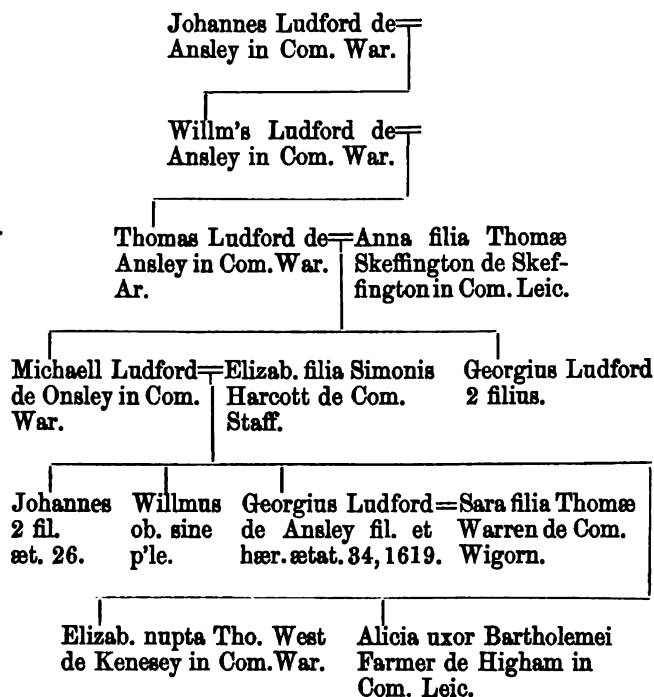 Johannes Ludford de
Ansley in Com. War.
Willm's Ludford de
Ansley in Com. War.
Thomas Ludford de
Ansley in Com. War.
Ar.
Anna filia Thomæ
Skeffington de Skef-
fington in Com. Leic.
Michaell Ludford
de Onsley in Com.
War.
Elizab. filia Simonis
Harcott de Com.
Staff.
Georgius Ludford
2 filius.
Johannes
2 fil.
æt. 26.
Willmus
ob. sine
p'le.
Georgius Ludford
de Ansley fil. et
hær. ætat. 34, 1619.
Sara filia Thomæ
Warren de Com.
Wigorn.
Elizab. nupta Tho. West
de Kenesey in Com. War.
Alicia uxor Bartholemei
Farmer de Higham in
Com. Leic.